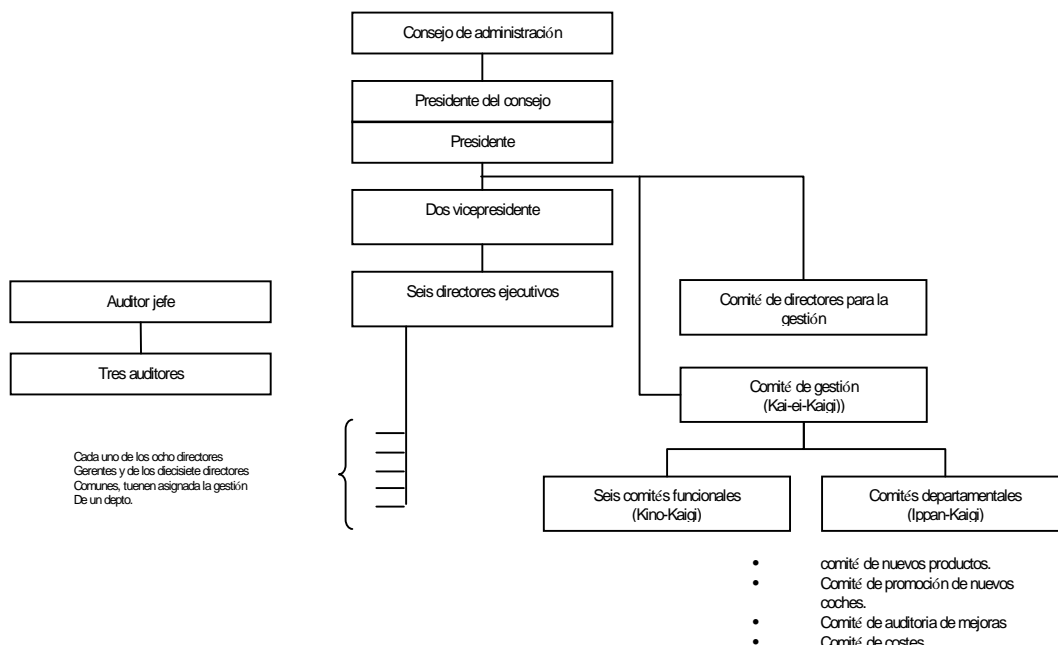 Consejo de administración
Presidente del consejo
Presidente
Dos vicepresidente
Seis directores ejecutivos
Auditor jefe
Tres auditores
Comité de directores para la
gestión
Comité de gestión
(Kai-ei-Kaigi))
Cada uno de los ocho directores
Gerentes y de los diecisiete directores
Comunes, tuenen asignada la gestión
De un depto.
Seis comités funcionales
(Kino-Kaigi)
Comités departamentales
(Ippan-Kaigi)
• comité de nuevos productos.
• Comité de promoción de nuevos
coches.
• Comité de auditoria de mejoras
• Comité de costes